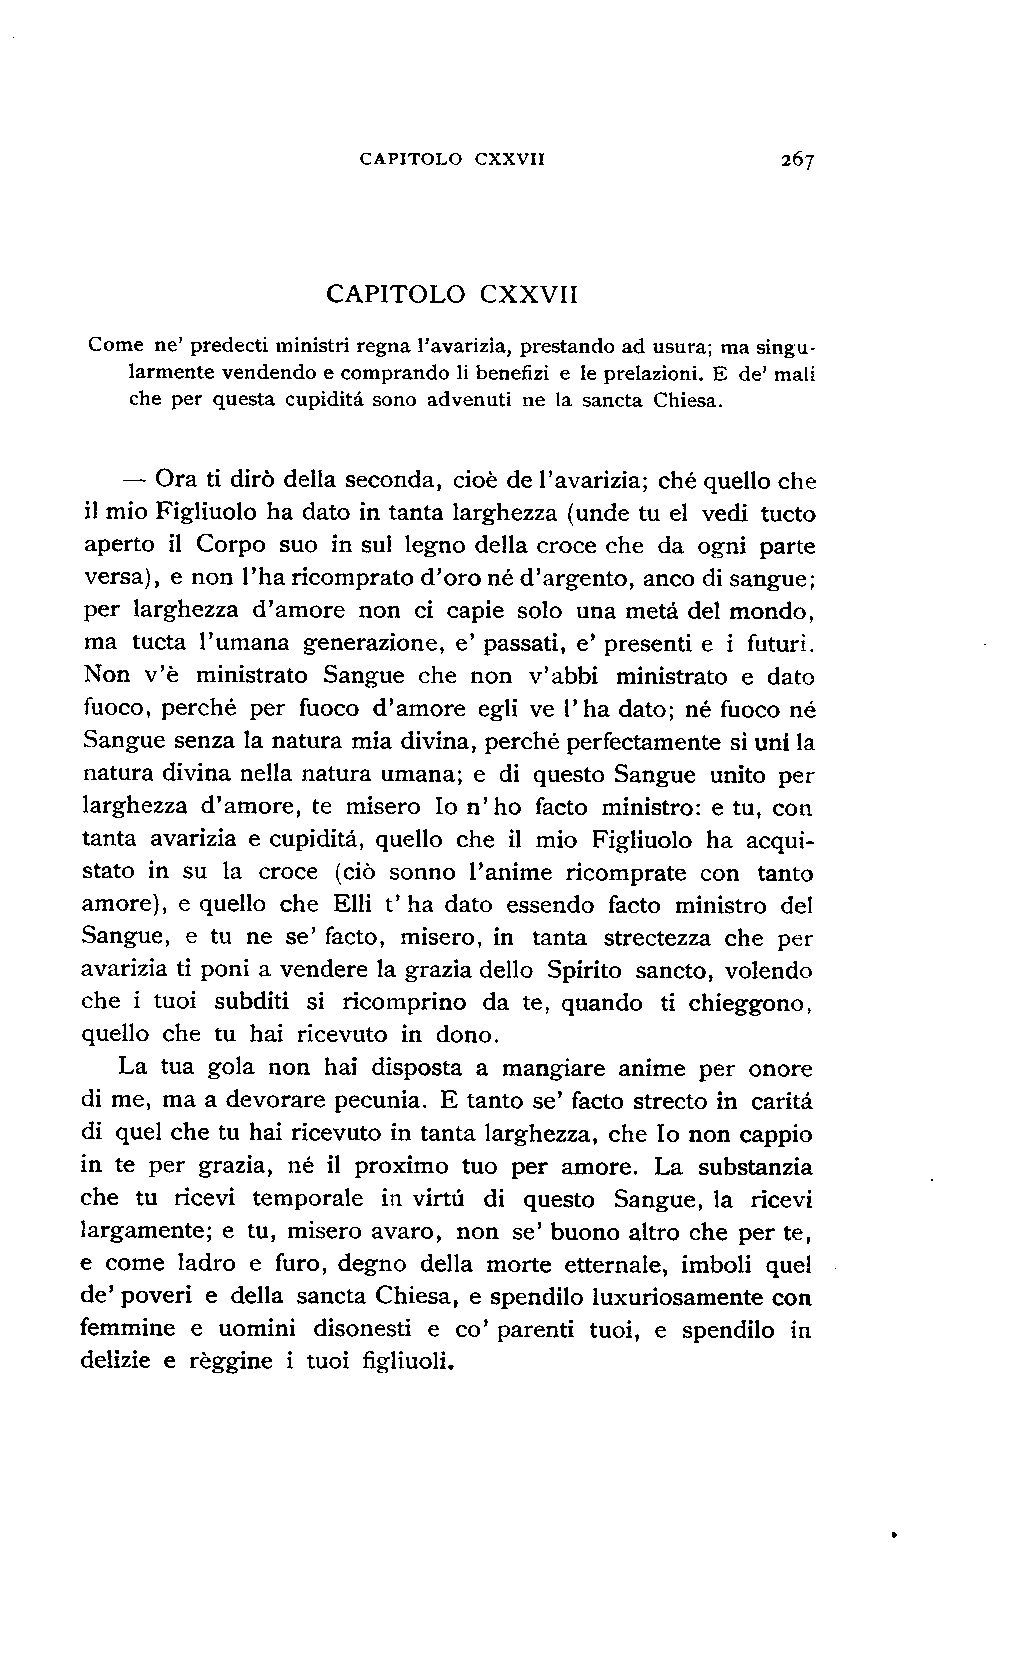 CAPITOLO CXXVII 267
CAPITOLO CXXVII
Come ne' predecti ministri regna l'avarizia, prestando ad usura; ma singu-
larmente vendendo e comprando li benefizi e le prelazioni. E de' mali
che per questa cupiditá sono advenuti ne la sancta Chiesa.
— Ora ti dirò della seconda, cioè de l'avarizia; ché quello che
il mio Figliuolo ha dato in tanta larghezza (unde tu el vedi tucto
aperto il Corpo suo in sul legno della croce che da ogni parte
versa), e non l'ha ricomprato d'oro né d'argento, anco di sangue;
per larghezza d'amore non ci capie solo una metá del mondo,
ma tucta l'umana generazione, e' passati, e' presenti e i futuri.
Non v'è ministrato Sangue che non v'abbi ministrato e dato
fuoco, perché per fuoco d'amore egli ve l'ha dato; né fuoco né
Sangue senza la natura mia divina, perché perfectamente si uní la
natura divina nella natura umana; e di questo Sangue unito per
larghezza d'amore, te misero Io n'ho facto ministro: e tu, con
tanta avarizia e cupiditá, quello che il mio Figliuolo ha acqui-
stato in su la croce (ciò sonno l'anime ricomprate con tanto
amore), e quello che Elli t'ha dato essendo facto ministro del
Sangue, e tu ne se' facto, misero, in tanta strectezza che per
avarizia ti poni a vendere la grazia dello Spirito sancto, volendo
che i tuoi subditi si ricomprino da te, quando ti chieggono,
quello che tu hai ricevuto in dono.
La tua gola non hai disposta a mangiare anime per onore
di me, ma a devorare pecunia. E tanto se' facto strecto in caritá
di quel che tu hai ricevuto in tanta larghezza, che Io non cappio
in te per grazia, né il proximo tuo per amore. La substanzia
che tu ricevi temporale in virtú di questo Sangue, la ricevi
largamente; e tu, misero avaro, non se' buono altro che per te,
e come ladro e furo, degno della morte etternale, imboli quel
de' poveri e della sancta Chiesa, e spendilo luxuriosamente con
femmine e uomini disonesti e co' parenti tuoi, e spendilo in
delizie e règgine i tuoi figliuoli.